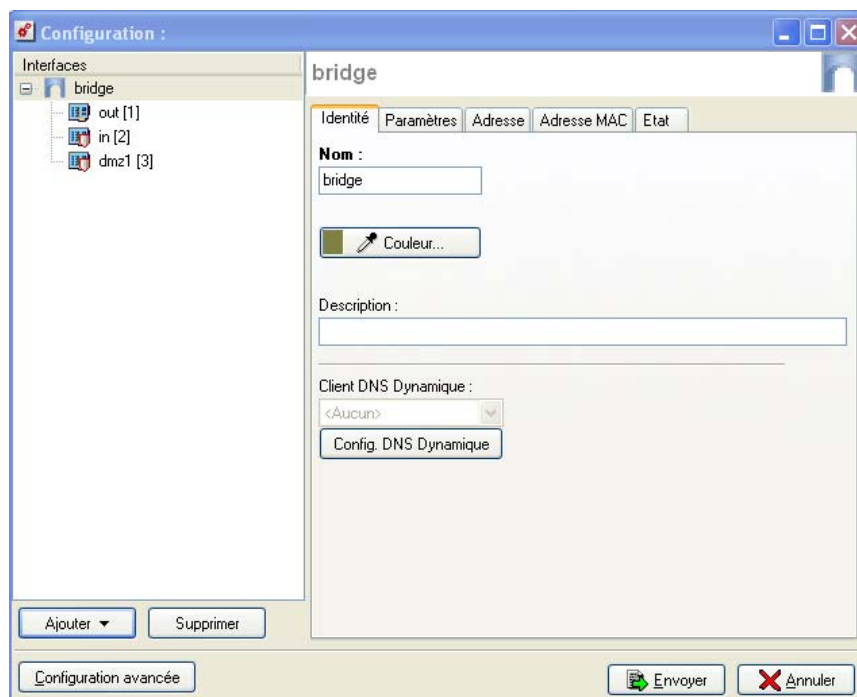 Configuration :
Interfaces
bridge
out [1]
in [2]
dmz1 [3]
Ajouter
Supprimer
Configuration avancée
bridge
Identité Paramètres Adresse Adresse MAC Etat
Nom :
bridge
Couleur...
Description :
Client DNS Dynamique :
<Aucun>
Config. DNS Dynamique
Envoyer
Annuler